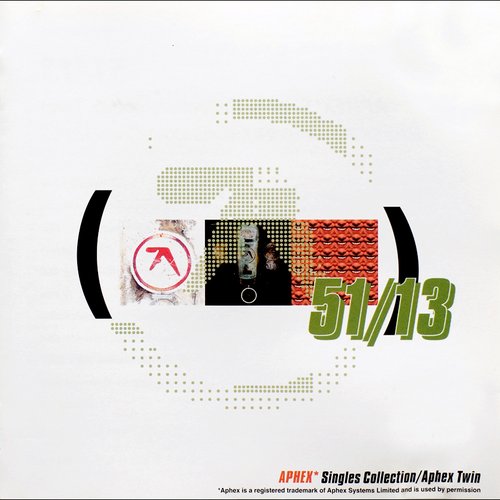 51/13
APHEX* Singles Collection/Aphex Twin
*Aphex is a registered trademark of Aphex Systems Limited and is used by permission